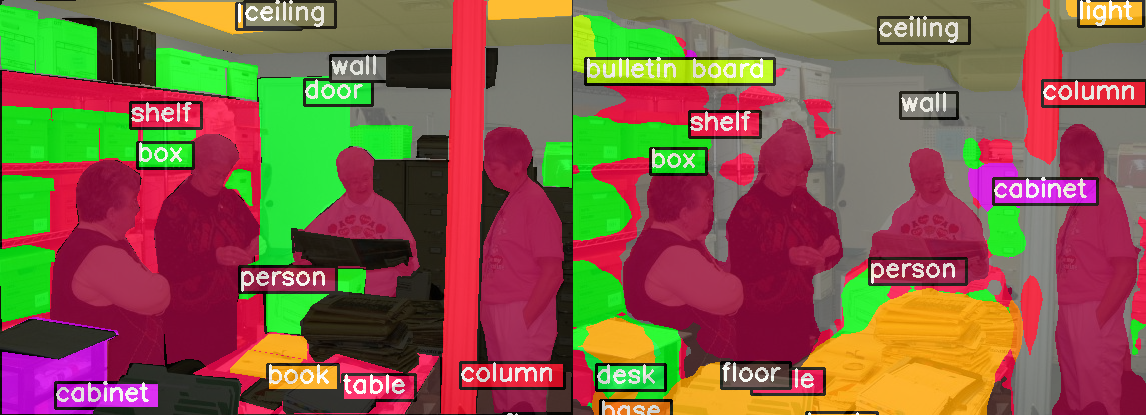 ceiling
wall
door
shelf
box
person
book
table
column
cabinet
light
ceiling
bulletin board
column
wall
shelf
box
cabinet
person
floor
desk
base